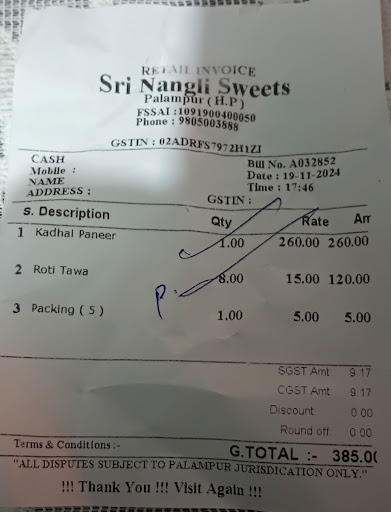 RETAIL INVOICE
Sri Nangli Sweets
Palampur ( H.P )
FSSAI :1091900400050
Phone : 9805003888
GSTIN : 02ADRFS7972H1ZI
CASH Bill No. A032852
Mobile : Date : 19-11-2024
NAME Time : 17:46
ADDRESS : GSTIN :
S. Description Qty Rate Am
1 Kadhal Paneer 1.00 260.00 260.00
2 Roti Tawa 8.00 15.00 120.00
P.
3 Packing ( 5 ) 1.00 5.00 5.00
SGST Amt 9.17
CGST Amt 9.17
Discount 0.00
Round off 0.00
Terms & Conditions :-
G.TOTAL :- 385.00
"ALL DISPUTES SUBJECT TO PALAMPUR JURISDICATION ONLY."
!!! Thank You !!! Visit Again !!!